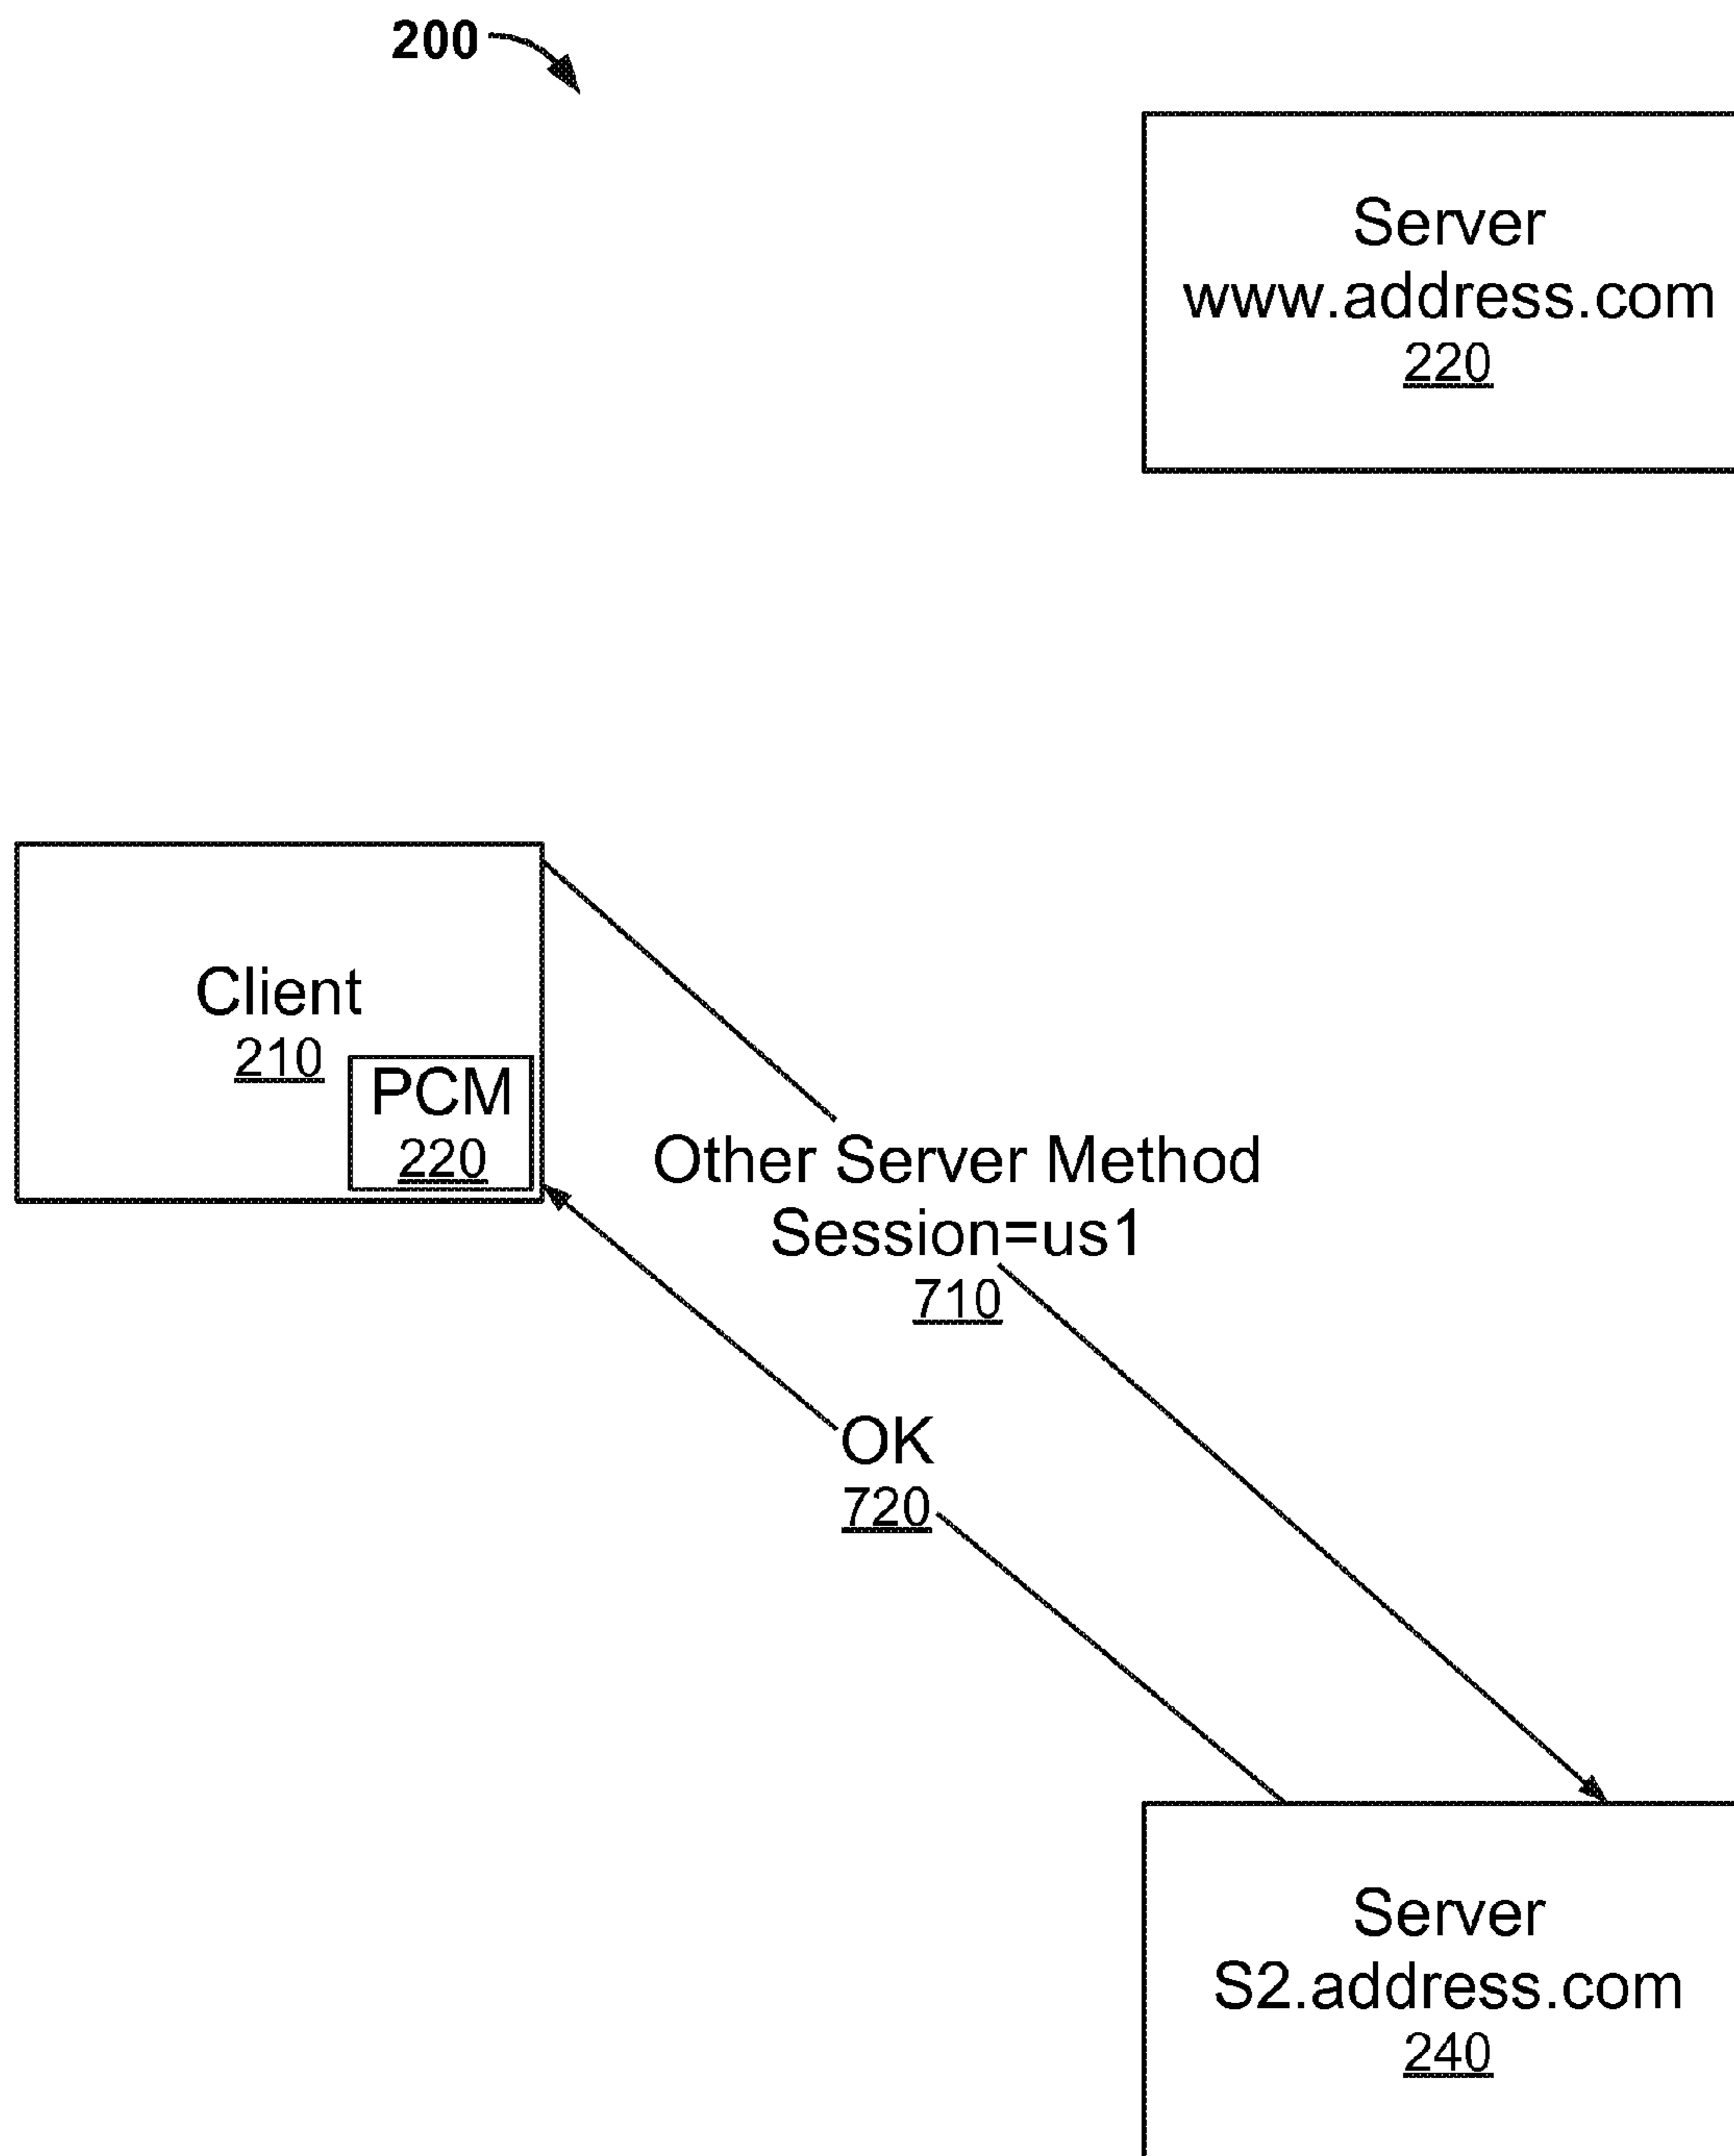 200
Server
www.address.com
220
Client
210
PCM
220
Other Server Method
Session=us1
710
OK
720
Server
S2.address.com
240